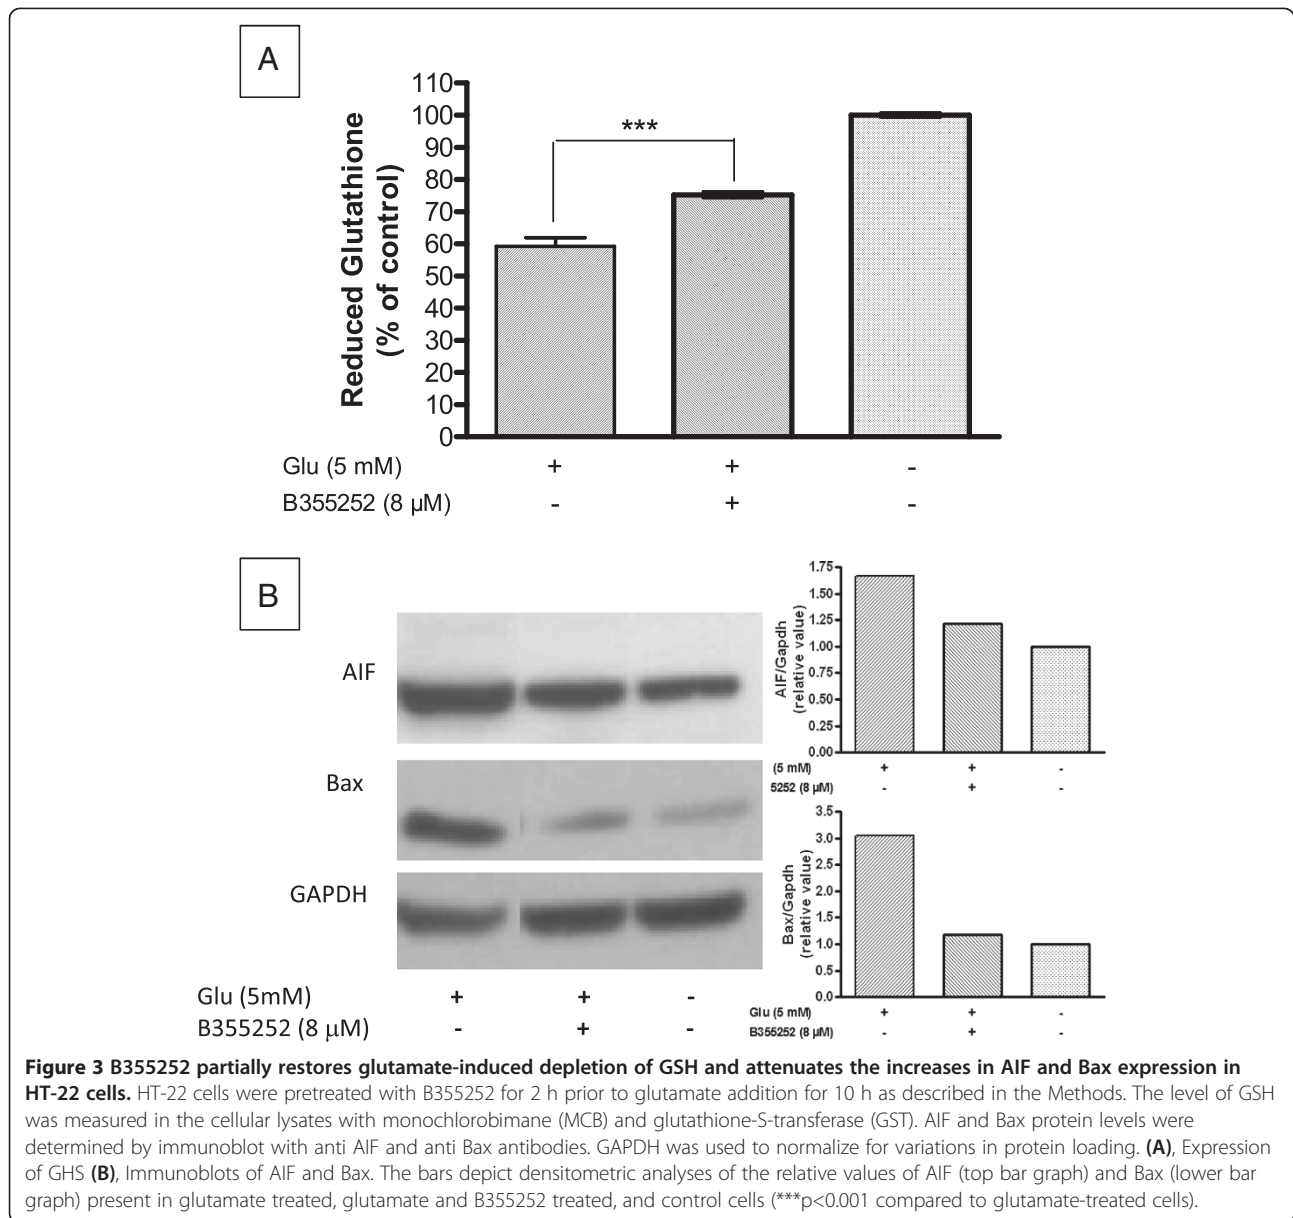 A
110
100
90
80
70
60
50
40
30
20
10
0
Reduced Glutathione
(% of control)
***
Glu (5 mM) + + -
B355252 (8 µM) - + -
B
AIF
Bax
GAPDH
Glu (5mM) + + -
B355252 (8 µM) - + -
1.75
1.50
1.25
1.00
0.75
0.50
0.25
0.00
AIF/Gapdh
(relative value)
(5 mM) + + -
5252 (8 µM) - + -
3.5
3.0
2.5
2.0
1.5
1.0
0.5
0.0
Bax/Gapdh
(relative value)
Glu (5 mM) + + -
B355252 (8 µM) - + -
Figure 3 B355252 partially restores glutamate-induced depletion of GSH and attenuates the increases in AIF and Bax expression in
HT-22 cells. HT-22 cells were pretreated with B355252 for 2 h prior to glutamate addition for 10 h as described in the Methods. The level of GSH
was measured in the cellular lysates with monochlorobimane (MCB) and glutathione-S-transferase (GST). AIF and Bax protein levels were
determined by immunoblot with anti AIF and anti Bax antibodies. GAPDH was used to normalize for variations in protein loading. (A), Expression
of GHS (B), Immunoblots of AIF and Bax. The bars depict densitometric analyses of the relative values of AIF (top bar graph) and Bax (lower bar
graph) present in glutamate treated, glutamate and B355252 treated, and control cells (***p<0.001 compared to glutamate-treated cells).